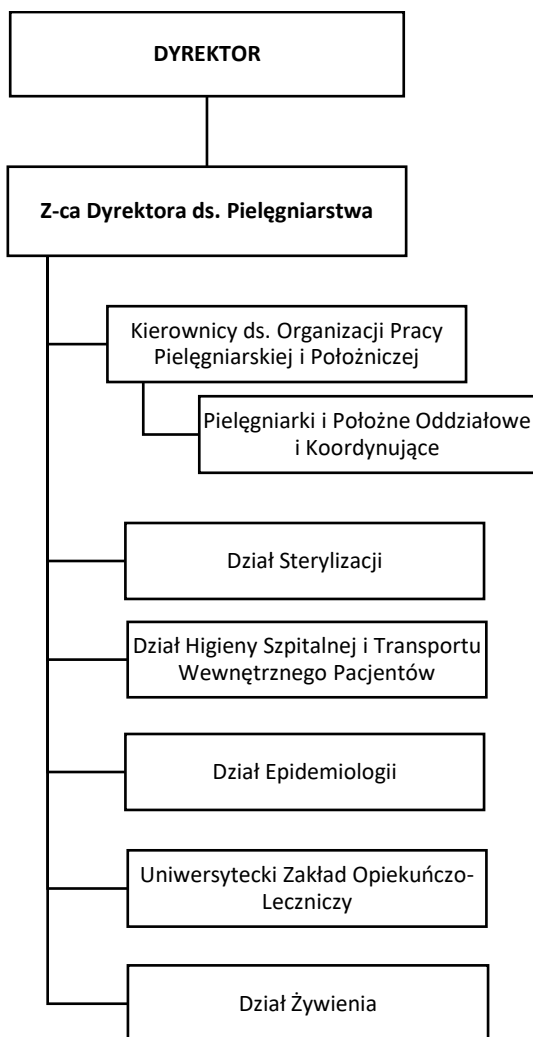 DYREKTOR
Z-ca Dyrektora ds. Pielęgniarstwa
Kierownicy ds. Organizacji Pracy
Pielęgniarskiej i Położniczej
Pielęgniarki i Położne Oddziałowe
i Koordynujące
Dział Sterylizacji
Dział Higieny Szpitalnej i Transportu
Wewnętrznego Pacjentów
Dział Epidemiologii
Uniwersytecki Zakład Opiekuńczo-
Leczniczy
Dział Żywienia